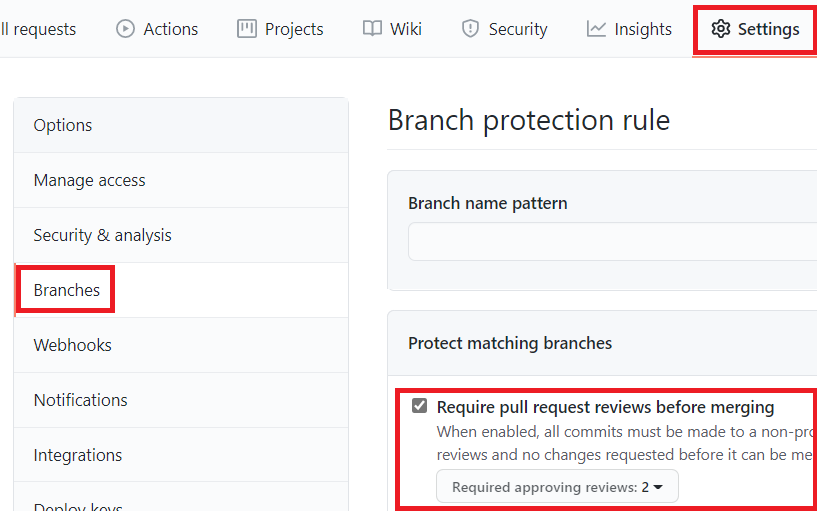 ll requests Actions Projects Wiki Security Insights Settings
Options
Manage access
Security & analysis
Branches
Webhooks
Notifications
Integrations
Deploy keys
Branch protection rule
Branch name pattern
Protect matching branches
Require pull request reviews before merging
When enabled, all commits must be made to a non-pro
reviews and no changes requested before it can be me
Required approving reviews: 2